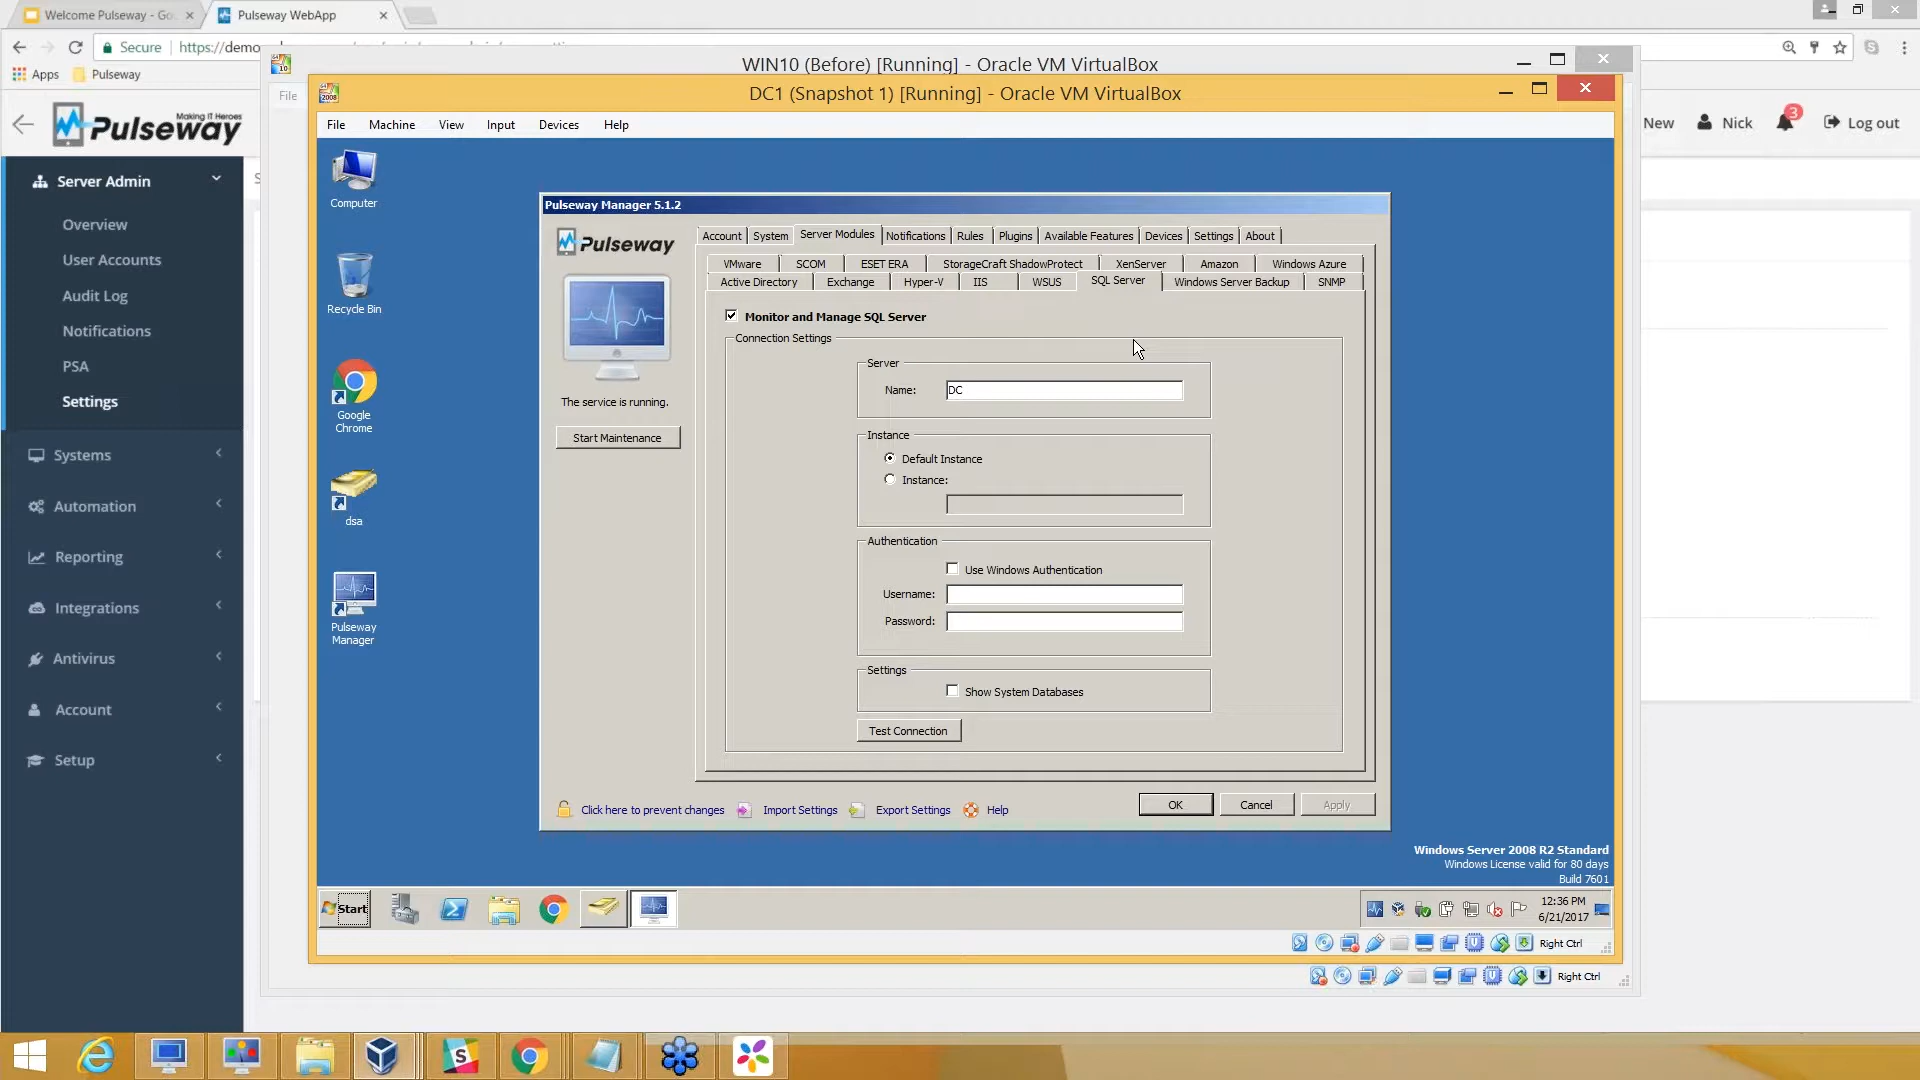 Welcome Pulseway - Go
Pulseway WebApp
Secure
https://demo
Apps
Pulseway
WIN10 (Before) [Running] - Oracle VM VirtualBox
File
DC1 (Snapshot 1) [Running] - Oracle VM VirtualBox
File
Machine
View
Input
Devices
Help
Making IT Heroes
Pulseway
New
Nick
3
Log out
Server Admin
Overview
User Accounts
Audit Log
Notifications
PSA
Settings
Systems
Automation
Reporting
Integrations
Antivirus
Account
Setup
Computer
Recycle Bin
Google
Chrome
dsa
Pulseway
Manager
Pulseway Manager 5.1.2
Pulseway
The service is running.
Start Maintenance
Account
System
Server Modules
Notifications
Rules
Plugins
Available Features
Devices
Settings
About
VMware
SCOM
ESET ERA
StorageCraft ShadowProtect
XenServer
Amazon
Windows Azure
Active Directory
Exchange
Hyper-V
IIS
WSUS
SQL Server
Windows Server Backup
SNMP
Monitor and Manage SQL Server
Connection Settings
Server
Name:
DC
Instance
Default Instance
Instance:
Authentication
Use Windows Authentication
Username:
Password:
Settings
Show System Databases
Test Connection
Click here to prevent changes
Import Settings
Export Settings
Help
OK
Cancel
Apply
Windows Server 2008 R2 Standard
Windows License valid for 80 days
Build 7601
Start
12:36 PM
6/21/2017
Right Ctrl
Right Ctrl